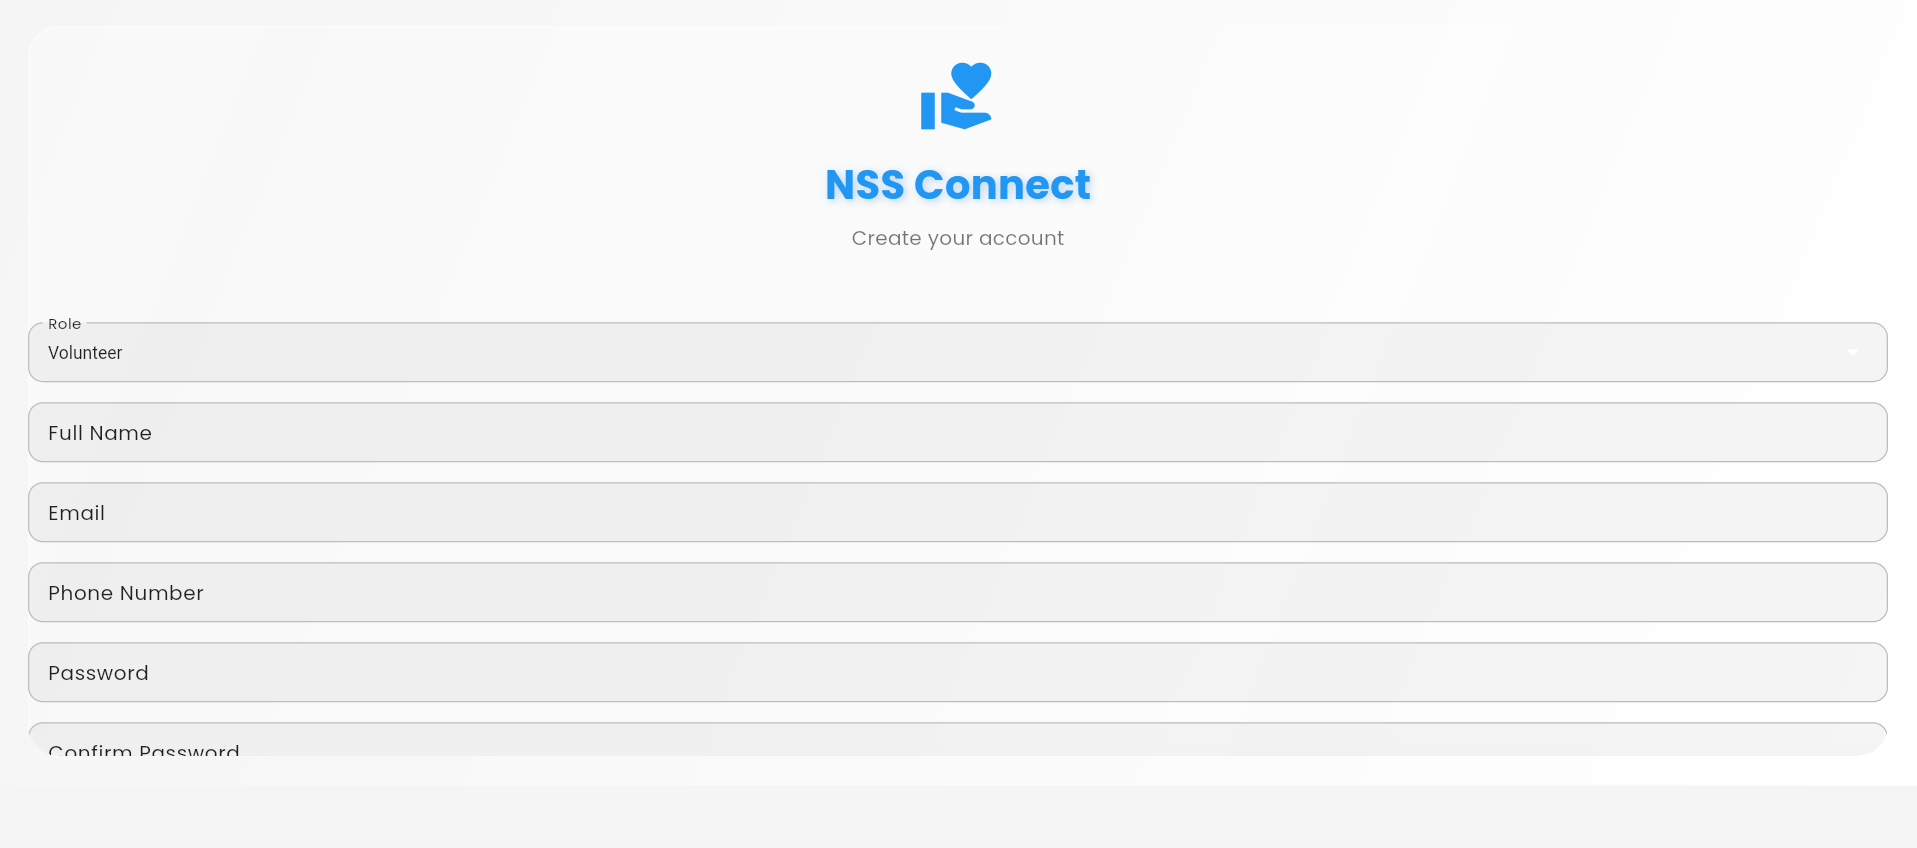 NSS Connect
Create your account
Role
Volunteer
Full Name
Email
Phone Number
Password
Confirm Password